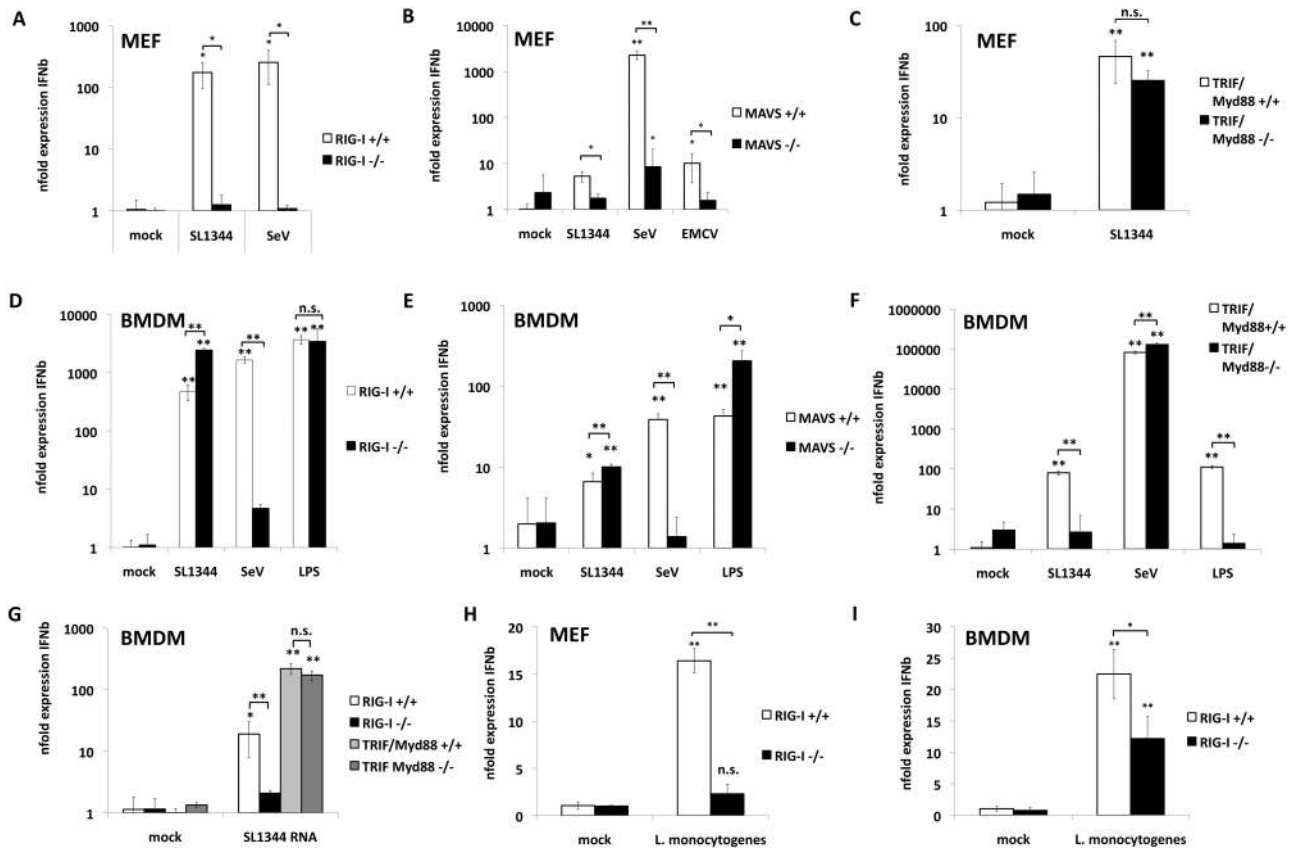 A
MEF
nfold expression IFNb
1000
100
10
1
*
*
*
*
mock
SL1344
SeV
RIG-I +/+
RIG-I -/-
B
MEF
nfold expression IFNb
10000
1000
100
10
1
*
**
**
*
*
*
mock
SL1344
SeV
EMCV
MAVS +/+
MAVS -/-
C
MEF
nfold expression IFNb
100
10
1
n.s.
**
**
mock
SL1344
TRIF/
Myd88 +/+
TRIF/
Myd88 -/-
D
BMDM
nfold expression IFNb
10000
1000
100
10
1
**
**
**
**
**
n.s.
**
**
mock
SL1344
SeV
LPS
RIG-I +/+
RIG-I -/-
E
BMDM
nfold expression IFNb
1000
100
10
1
**
*
**
**
**
*
**
**
mock
SL1344
SeV
LPS
MAVS +/+
MAVS -/-
F
BMDM
nfold expression IFNb
1000000
100000
10000
1000
100
10
1
**
**
**
**
**
**
**
mock
SL1344
SeV
LPS
TRIF/
Myd88+/+
TRIF/
Myd88-/-
G
BMDM
nfold expression IFNb
1000
100
10
1
**
*
n.s.
**
**
mock
SL1344 RNA
RIG-I +/+
RIG-I -/-
TRIF/Myd88 +/+
TRIF Myd88 -/-
H
MEF
nfold expression IFNb
20
15
10
5
0
**
**
n.s.
mock
L. monocytogenes
RIG-I +/+
RIG-I -/-
I
BMDM
nfold expression IFNb
30
25
20
15
10
5
0
*
**
**
mock
L. monocytogenes
RIG-I +/+
RIG-I -/-